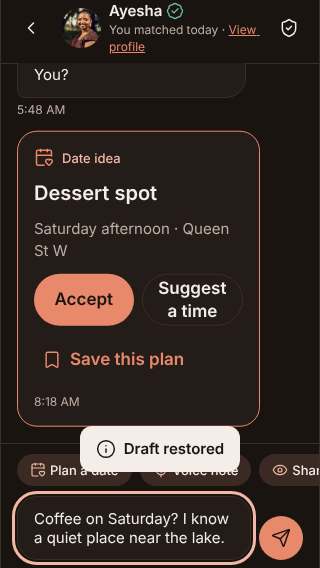 Ayesha
You matched today · View
profile
You?
5:48 AM
Date idea
Dessert spot
Saturday afternoon · Queen
St W
Accept
Suggest
a time
Save this plan
8:18 AM
Draft restored
Plan a date
Voice note
Shar
Coffee on Saturday? I know
a quiet place near the lake.